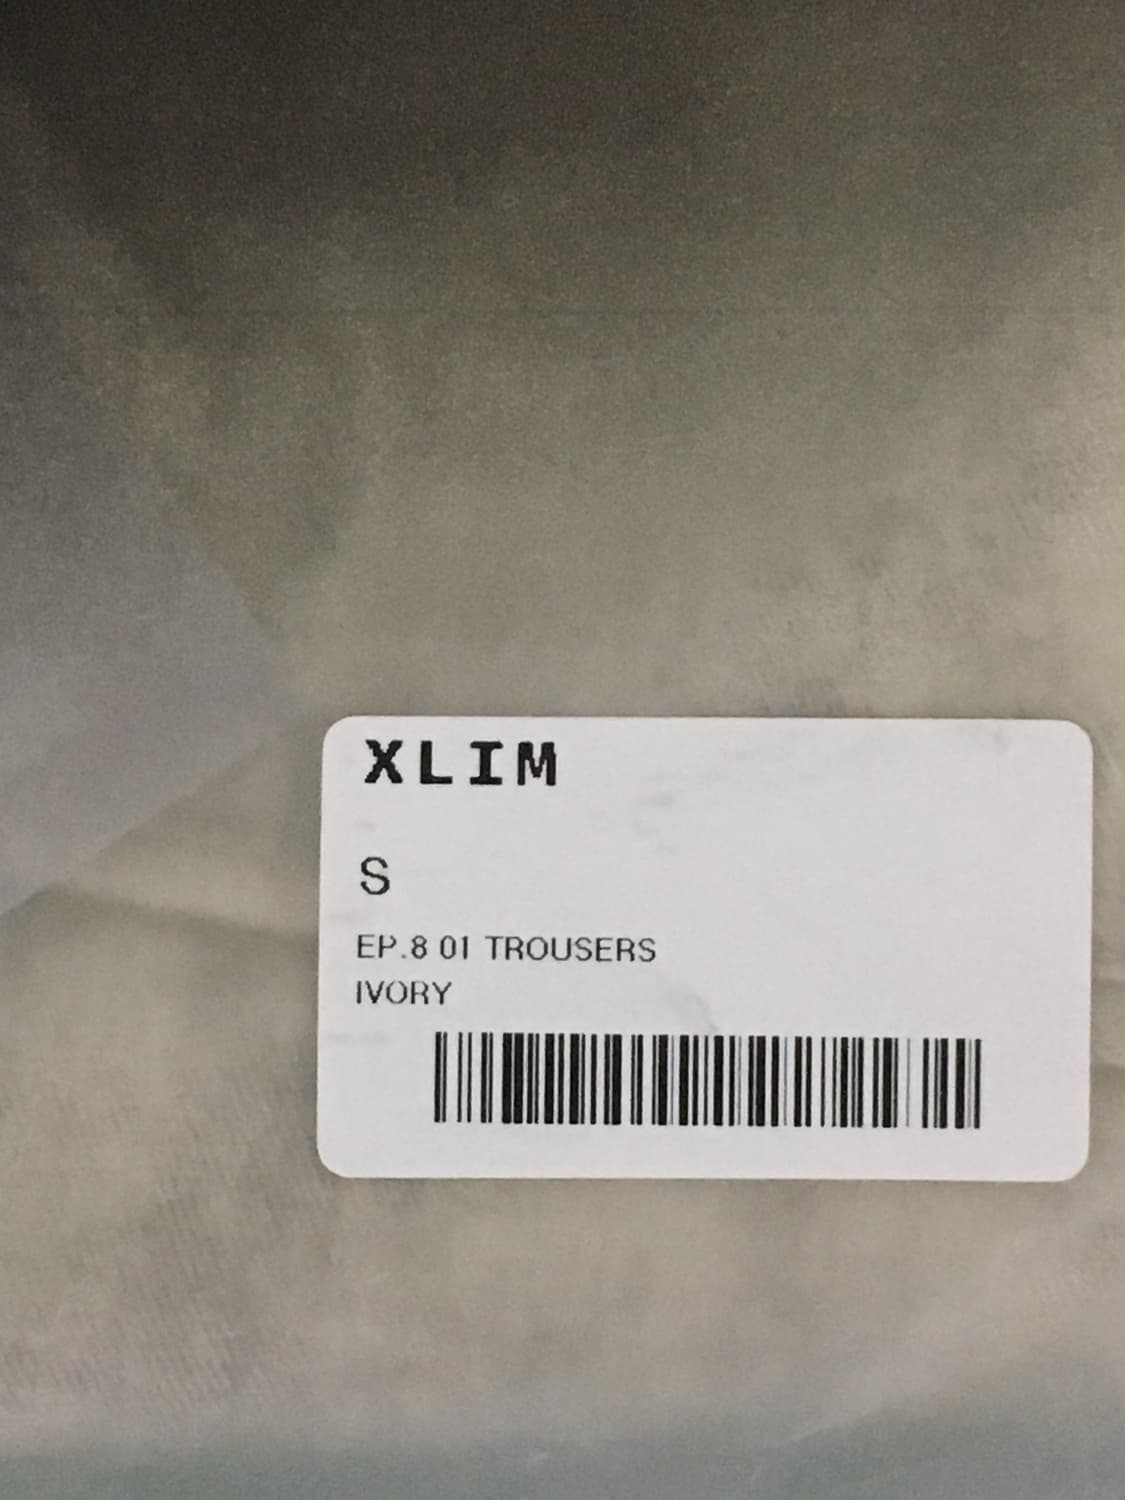 XLIM
S
EP.8 01 TROUSERS
IVORY